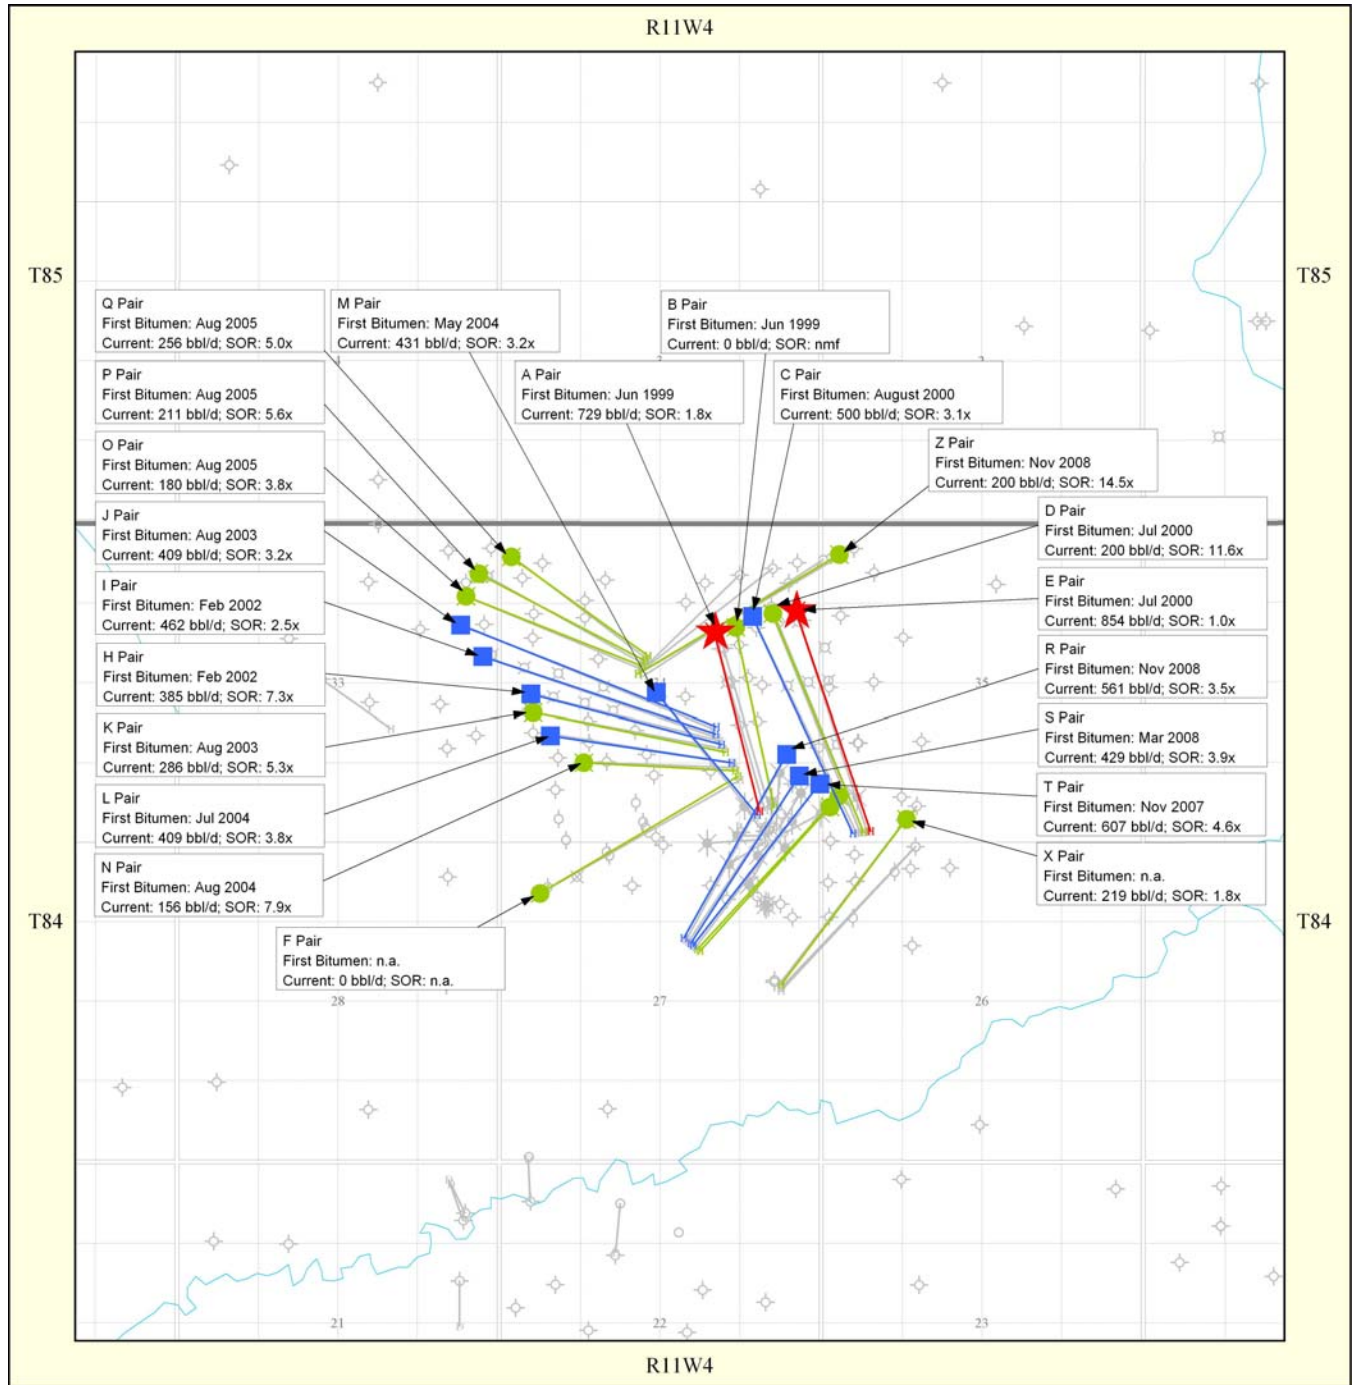 R11W4
T85
T85
Q Pair
First Bitumen: Aug 2005
Current: 256 bbl/d; SOR: 5.0x
M Pair
First Bitumen: May 2004
Current: 431 bbl/d; SOR: 3.2x
B Pair
First Bitumen: Jun 1999
Current: 0 bbl/d; SOR: nmf
P Pair
First Bitumen: Aug 2005
Current: 211 bbl/d; SOR: 5.6x
A Pair
First Bitumen: Jun 1999
Current: 729 bbl/d; SOR: 1.8x
C Pair
First Bitumen: August 2000
Current: 500 bbl/d; SOR: 3.1x
O Pair
First Bitumen: Aug 2005
Current: 180 bbl/d; SOR: 3.8x
Z Pair
First Bitumen: Nov 2008
Current: 200 bbl/d; SOR: 14.5x
J Pair
First Bitumen: Aug 2003
Current: 409 bbl/d; SOR: 3.2x
D Pair
First Bitumen: Jul 2000
Current: 200 bbl/d; SOR: 11.6x
I Pair
First Bitumen: Feb 2002
Current: 462 bbl/d; SOR: 2.5x
E Pair
First Bitumen: Jul 2000
Current: 854 bbl/d; SOR: 1.0x
H Pair
First Bitumen: Feb 2002
Current: 385 bbl/d; SOR: 7.3x
R Pair
First Bitumen: Nov 2008
Current: 561 bbl/d; SOR: 3.5x
33
35
K Pair
First Bitumen: Aug 2003
Current: 286 bbl/d; SOR: 5.3x
S Pair
First Bitumen: Mar 2008
Current: 429 bbl/d; SOR: 3.9x
L Pair
First Bitumen: Jul 2004
Current: 409 bbl/d; SOR: 3.8x
T Pair
First Bitumen: Nov 2007
Current: 607 bbl/d; SOR: 4.6x
N Pair
First Bitumen: Aug 2004
Current: 156 bbl/d; SOR: 7.9x
X Pair
First Bitumen: n.a.
Current: 219 bbl/d; SOR: 1.8x
T84
T84
F Pair
First Bitumen: n.a.
Current: 0 bbl/d; SOR: n.a.
28
27
26
21
22
23
R11W4